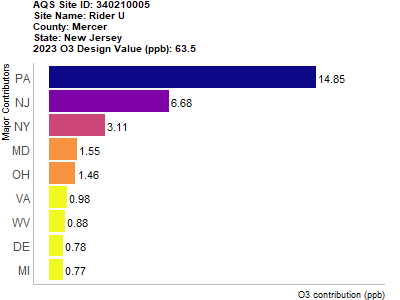 AQS Site ID: 340210005
Site Name: Rider U
County: Mercer
State: New Jersey
2023 O3 Design Value (ppb): 63.5
Major Contributors
PA 14.85
NJ 6.68
NY 3.11
MD 1.55
OH 1.46
VA 0.98
WV 0.88
DE 0.78
MI 0.77
O3 contribution (ppb)